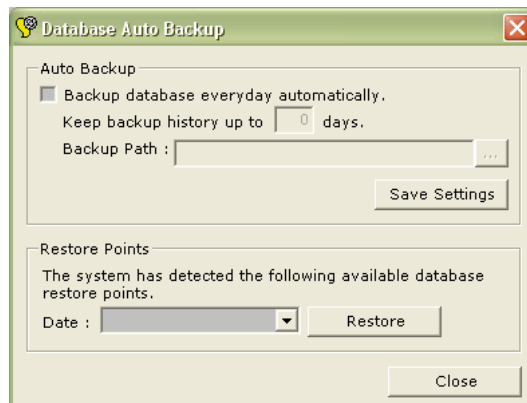 Database Auto Backup
Auto Backup
Backup database everyday automatically.
Keep backup history up to 0 days.
Backup Path :
...
Save Settings
Restore Points
The system has detected the following available database
restore points.
Date :
Restore
Close